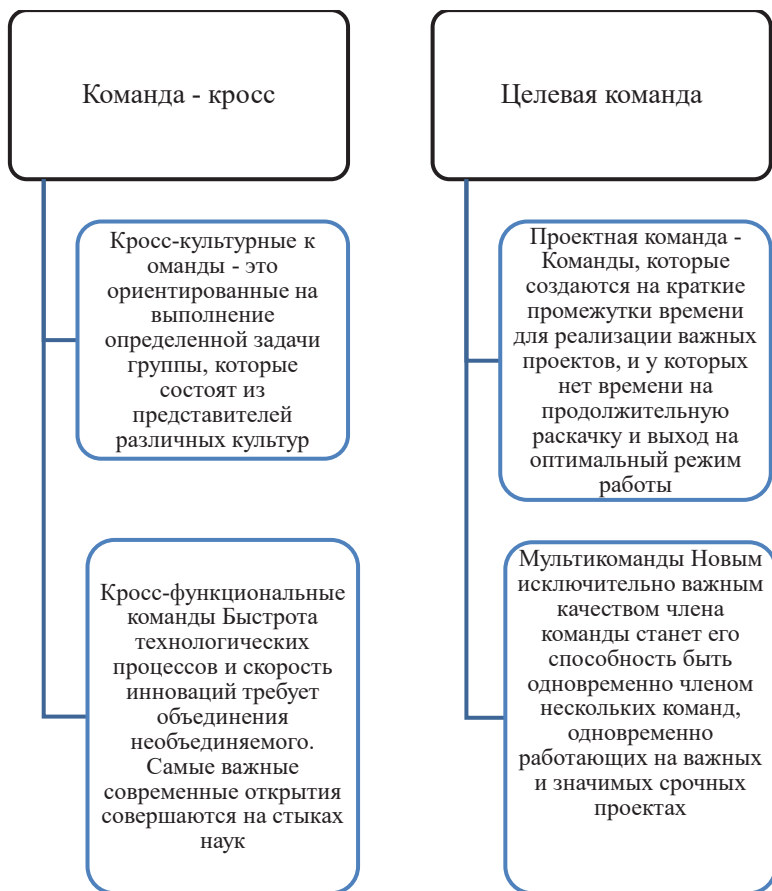 Команда - кросс
Кросс-культурные к
оманды - это
ориентированные на
выполнение
определенной задачи
группы, которые
состоят из
представителей
различных культур
Кросс-функциональные
команды Быстрота
технологических
процессов и скорость
инноваций требует
объединения
необъединяемого.
Самые важные
современные открытия
совершаются на стыках
наук
Целевая команда
Проектная команда -
Команды, которые
создаются на краткие
промежутки времени
для реализации важных
проектов, и у которых
нет времени на
продолжительную
раскачку и выход на
оптимальный режим
работы
Мультикоманды Новым
исключительно важным
качеством члена
команды станет его
способность быть
одновременно членом
нескольких команд,
одновременно
работающих на важных
и значимых срочных
проектах